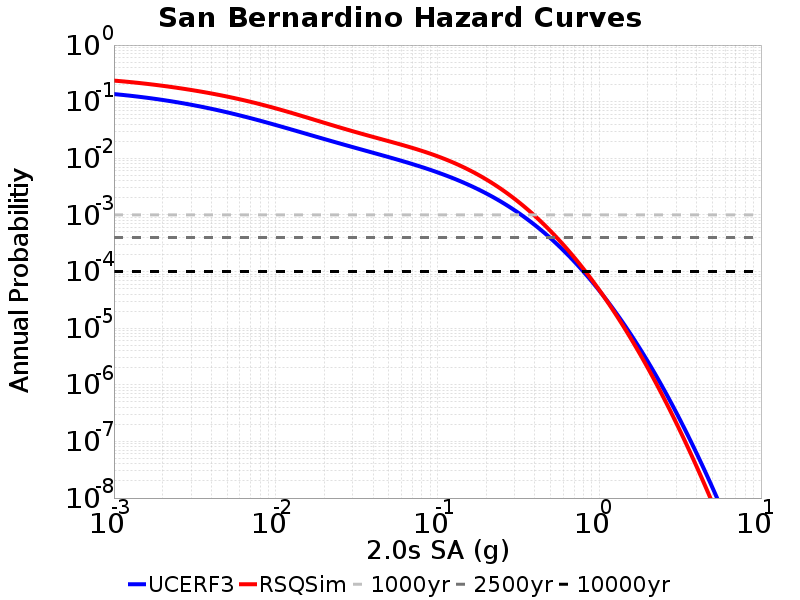 San Bernardino Hazard Curves
Annual Probabilitiy
10^0
10^-1
10^-2
10^-3
10^-4
10^-5
10^-6
10^-7
10^-8
10^-3 10^-2 10^-1 10^0 10^1
2.0s SA (g)
UCERF3 RSQSim 1000yr 2500yr 10000yr